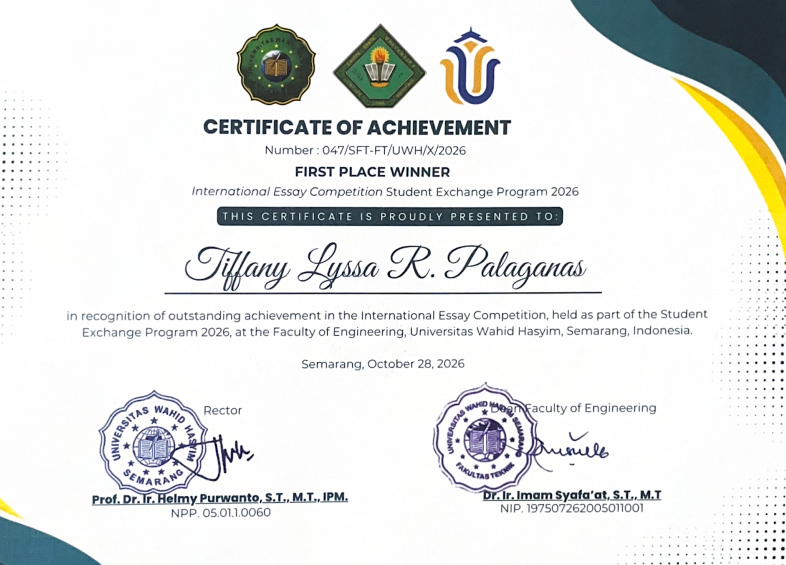 CERTIFICATE OF ACHIEVEMENT
Number : 047/SFT-FT/UWH/X/2026
FIRST PLACE WINNER
International Essay Competition Student Exchange Program 2026
THIS CERTIFICATE IS PROUDLY PRESENTED TO:
Tiffany Lyssa R. Palaganas
in recognition of outstanding achievement in the International Essay Competition, held as part of the Student
Exchange Program 2026, at the Faculty of Engineering, Universitas Wahid Hasyim, Semarang, Indonesia.
Semarang, October 28, 2026
Rector
UNIVERSITAS WAHID HASYIM
SEMARANG
Prof. Dr. Ir. Helmy Purwanto, S.T., M.T., IPM.
NPP. 05.01.1.0060
Dean Faculty of Engineering
UNIVERSITAS WAHID HASYIM SEMARANG
FAKULTAS TEKNIK
Dr. Ir. Imam Syafa'at, S.T., M.T
NIP. 197507262005011001